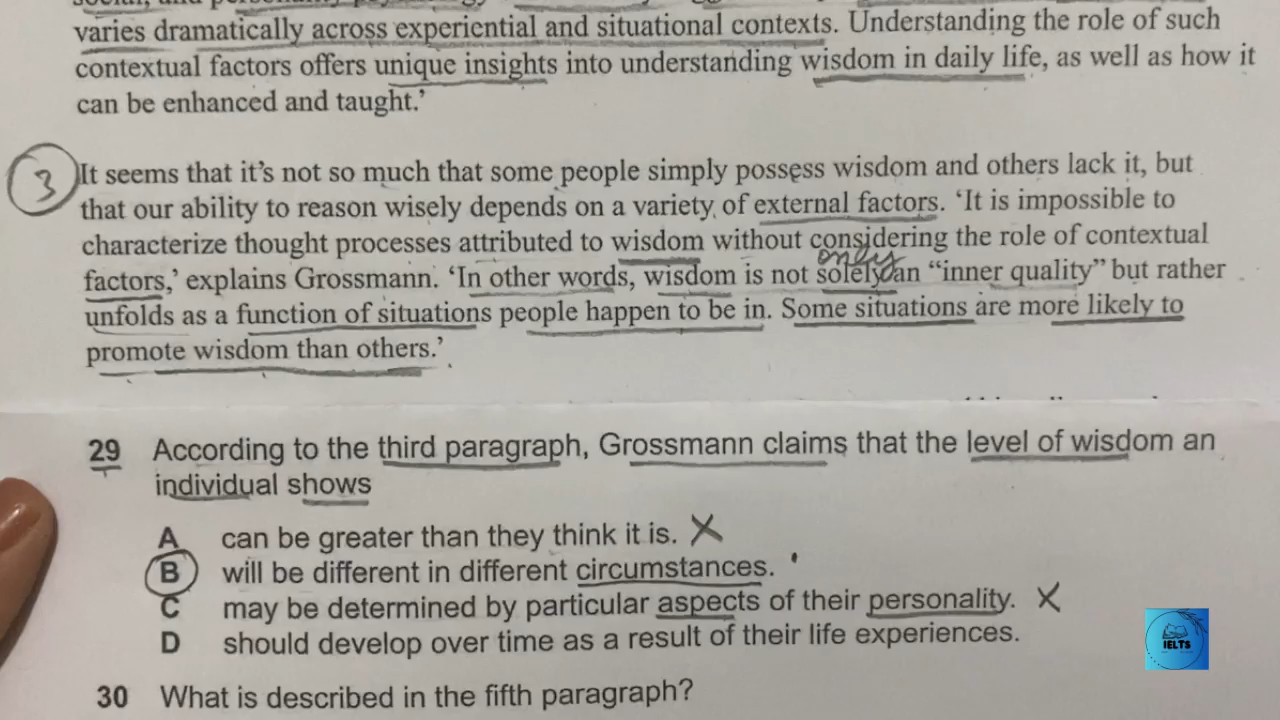 varies dramatically across experiential and situational contexts. Understanding the role of such
contextual factors offers unique insights into understanding wisdom in daily life, as well as how it
can be enhanced and taught.’
3
It seems that it’s not so much that some people simply possess wisdom and others lack it, but
that our ability to reason wisely depends on a variety of external factors. ‘It is impossible to
characterize thought processes attributed to wisdom without considering the role of contextual
only
factors,’ explains Grossmann. ‘In other words, wisdom is not solely an “inner quality” but rather
unfolds as a function of situations people happen to be in. Some situations are more likely to
promote wisdom than others.’
29 According to the third paragraph, Grossmann claims that the level of wisdom an
individual shows
A can be greater than they think it is. X
B will be different in different circumstances.
C may be determined by particular aspects of their personality. X
D should develop over time as a result of their life experiences.
IELTS
30 What is described in the fifth paragraph?